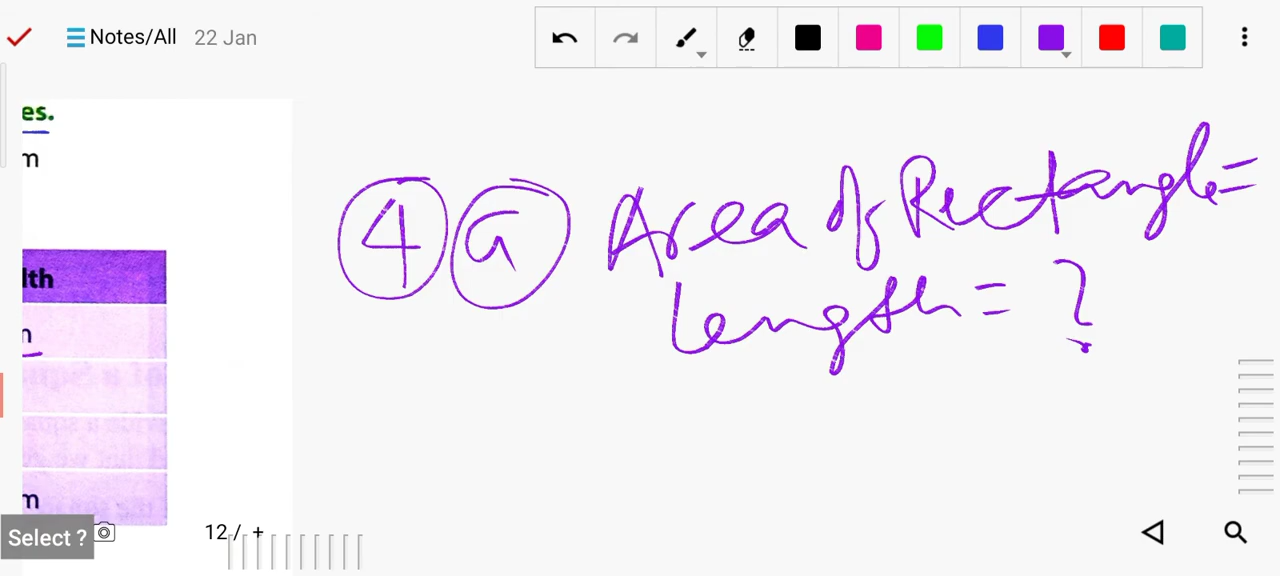 Notes/All 22 Jan
es.
m
lth
n
m
4 a Area of Rectangle =
Length = ?
Select ?
12 / +